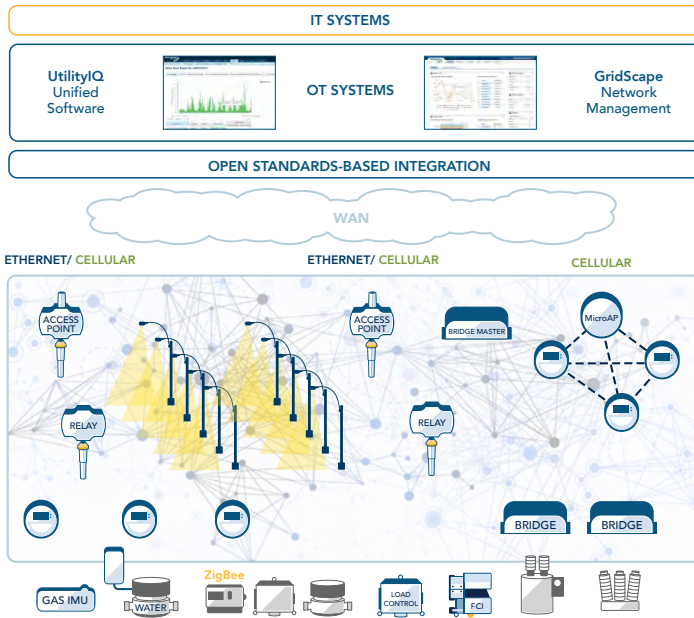 IT SYSTEMS
UtilityIQ
Unified
Software
OT SYSTEMS
GridScape
Network
Management
OPEN STANDARDS-BASED INTEGRATION
WAN
ETHERNET/ CELLULAR
ETHERNET/ CELLULAR
CELLULAR
ACCESS
POINT
ACCESS
POINT
BRIDGE MASTER
MicroAP
RELAY
RELAY
BRIDGE
BRIDGE
ZigBee
GAS IMU
WATER
LOAD
CONTROL
FCI